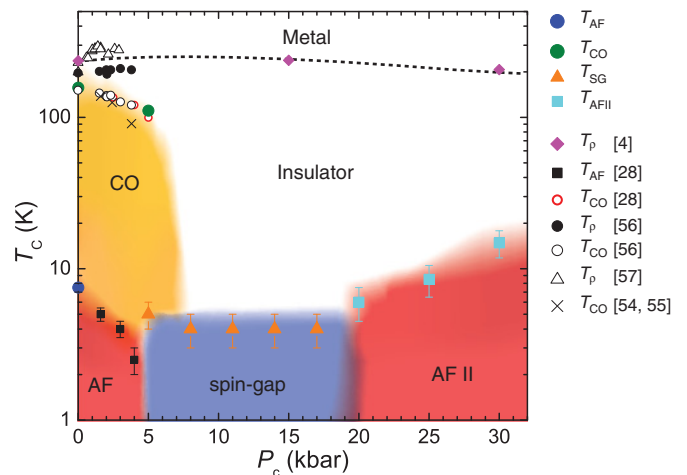 Metal
Insulator
CO
AF
spin-gap
AF II
T_C (K)
100
10
1
0 5 10 15 20 25 30
P_c (kbar)
T_AF
T_CO
T_SG
T_AFII
T_ρ [4]
T_AF [28]
T_CO [28]
T_ρ [56]
T_CO [56]
T_ρ [57]
T_CO [54, 55]